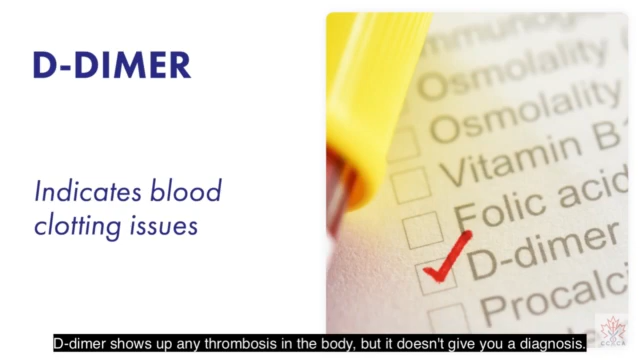 D-DIMER
Indicates blood
clotting issues
Osmolality
Osmolality
Vitamin B
Folic acid
D-dimer
D-dimer shows up any thrombosis in the body, but it doesn't give you a diagnosis.